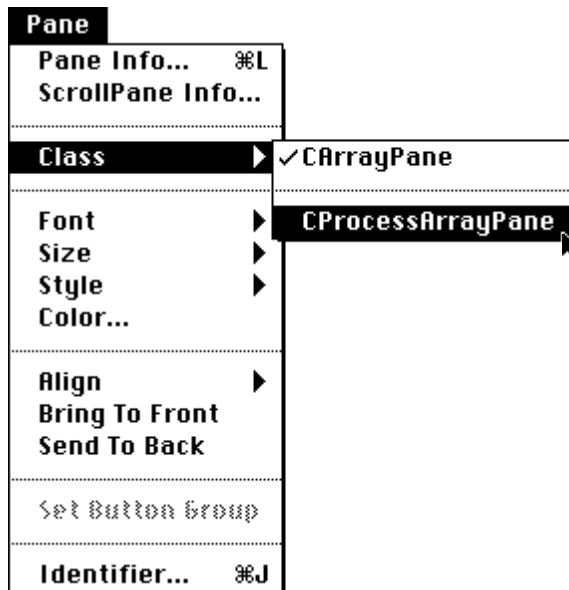 Pane
Pane Info... ⌘L
ScrollPane Info...
Class
✓CArrayPane
CProcessArrayPane
Font
Size
Style
Color...
Align
Bring To Front
Send To Back
Set Button Group
Identifier... ⌘J